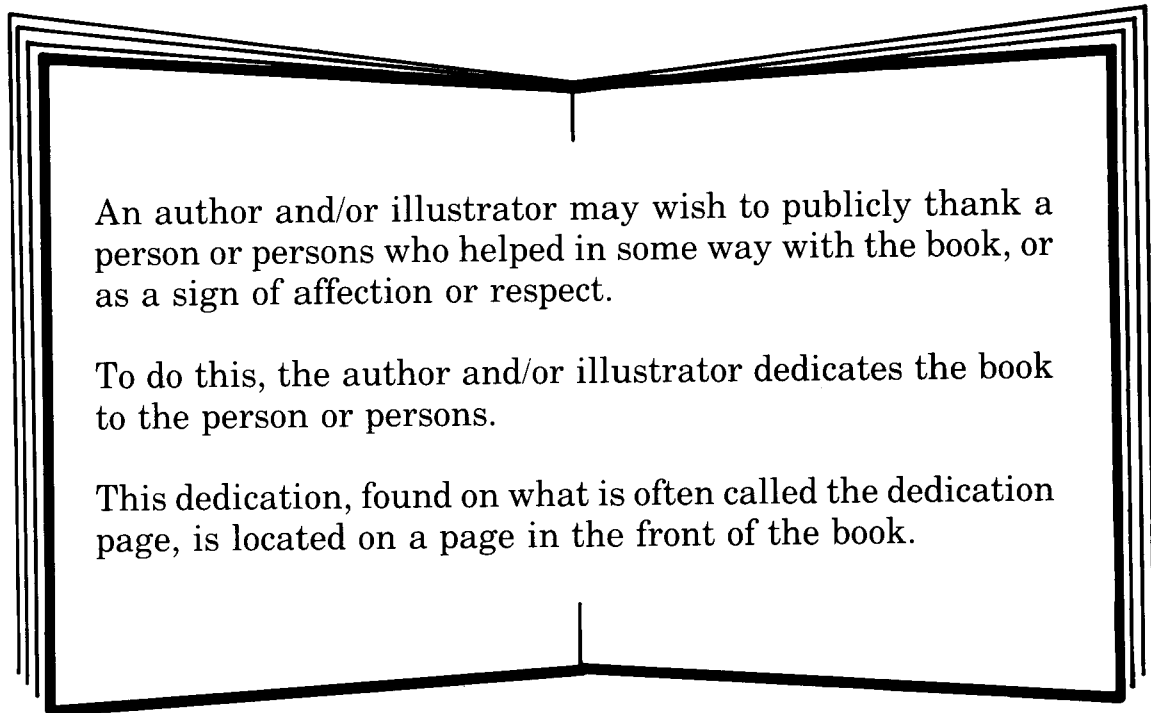 An author and/or illustrator may wish to publicly thank a
person or persons who helped in some way with the book, or
as a sign of affection or respect.
To do this, the author and/or illustrator dedicates the book
to the person or persons.
This dedication, found on what is often called the dedication
page, is located on a page in the front of the book.